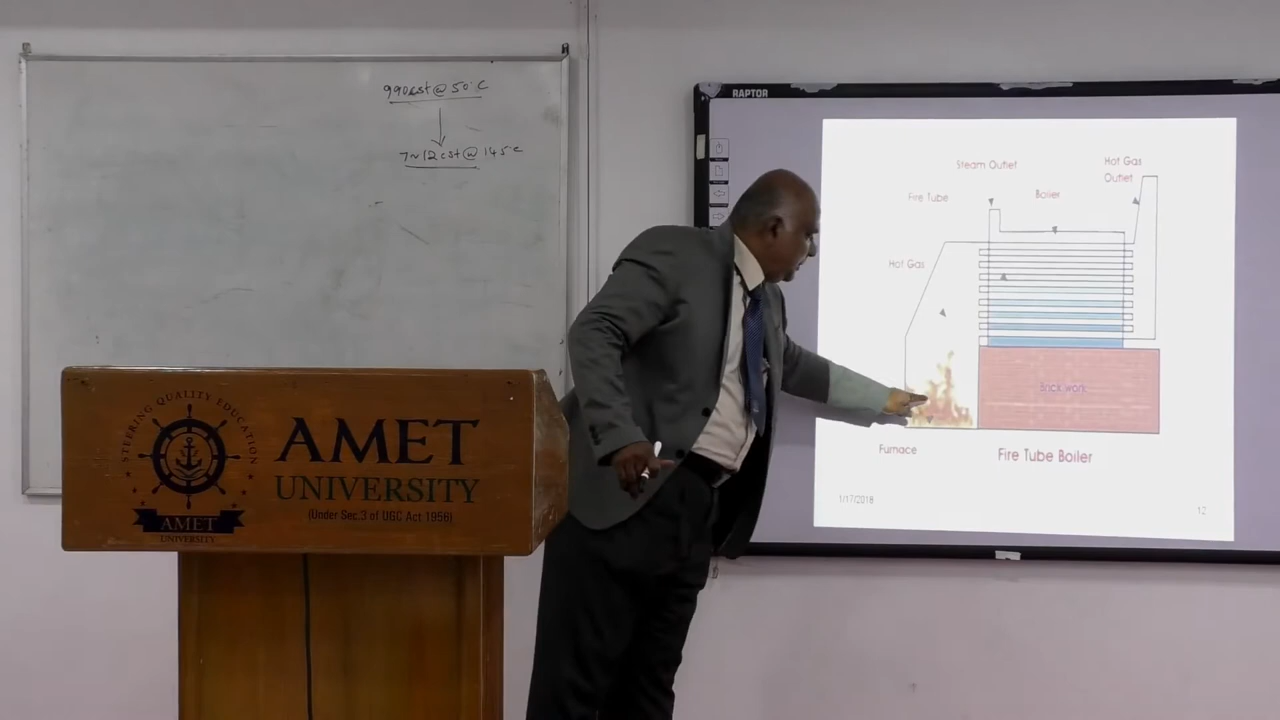 990cst@50°C
7~12cst@145°C
RAPTOR
Steam Outlet
Hot Gas
Outlet
Fire Tube
Boiler
Hot Gas
Brick work
Furnace
Fire Tube Boiler
1/17/2018
12
STEERING QUALITY EDUCATION
AMET
UNIVERSITY
AMET
UNIVERSITY
(Under Sec.3 of UGC Act 1956)